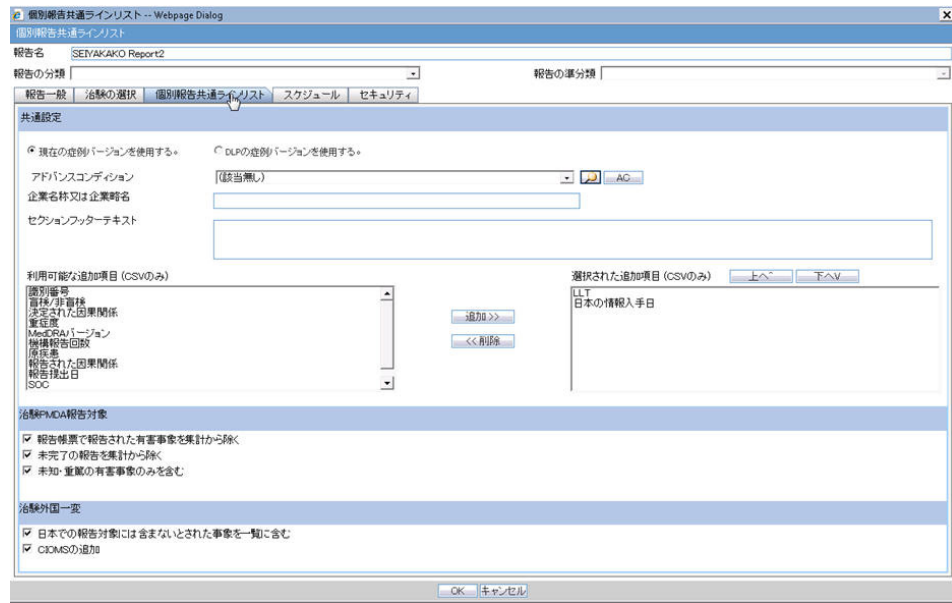 個別報告共通ラインリスト -- Webpage Dialog
個別報告共通ラインリスト
報告名 SEIYAKAKO Report2
報告の分類 報告の準分類
報告一般 治験の選択 個別報告共通ラインリスト スケジュール セキュリティ
共通設定
現在の症例バージョンを使用する。 DLPの症例バージョンを使用する。
アドバンスコンディション (該当無し) AC
企業名称又は企業略名
セクションフッターテキスト
利用可能な追加項目 (CSVのみ) 選択された追加項目 (CSVのみ) 上へ^ 下へV
識別番号 LLT
盲検/非盲検 日本の情報入手日
決定された因果関係
重症度 追加 >>
MedDRAバージョン
機構報告回数 << 削除
原疾患
報告された因果関係
報告提出日
SOC
治験PMDA報告対象
報告帳票で報告された有害事象を集計から除く
未完了の報告を集計から除く
未知・重篤の有害事象のみを含む
治験外国一変
日本での報告対象には含まないとされた事象を一覧に含む
CIOMSの追加
OK キャンセル